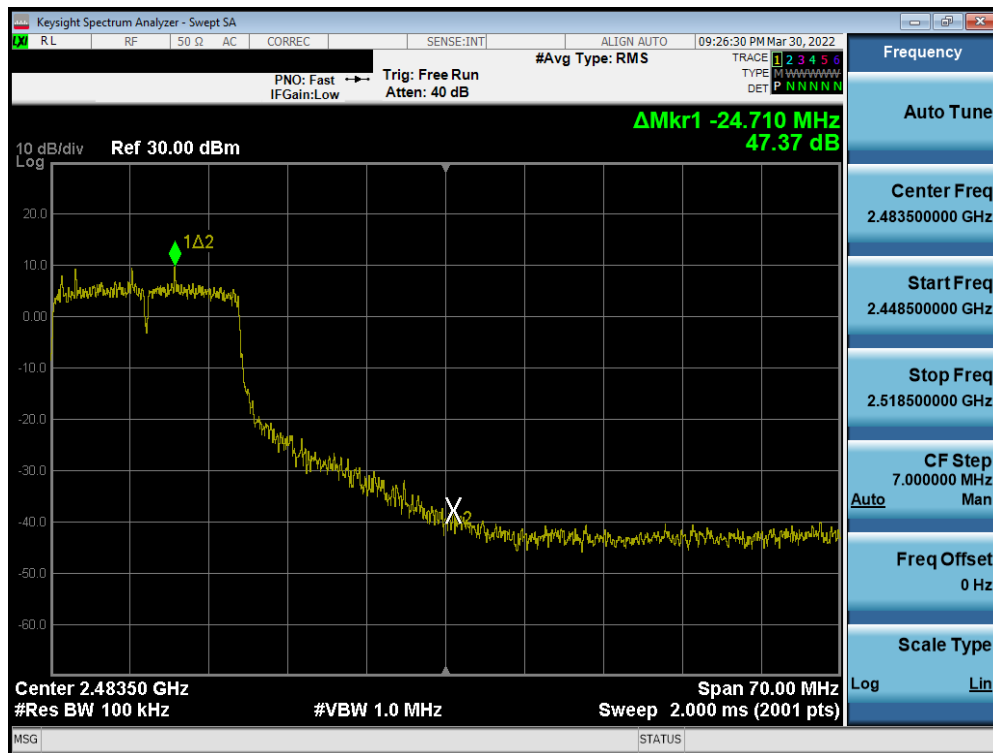 Keysight Spectrum Analyzer - Swept SA
LXI RL RF 50 Ω AC CORREC SENSE:INT ALIGN AUTO 09:26:30 PM Mar 30, 2022
#Avg Type: RMS TRACE 1 2 3 4 5 6
PNO: Fast Trig: Free Run TYPE M W W W W W
IFGain:Low Atten: 40 dB DET P N N N N N
ΔMkr1 -24.710 MHz
10 dB/div Ref 30.00 dBm 47.37 dB
Log
20.0
1Δ2
10.0
0.00
-10.0
-20.0
-30.0
-40.0
-50.0
-60.0
Center 2.48350 GHz Span 70.00 MHz
#Res BW 100 kHz #VBW 1.0 MHz Sweep 2.000 ms (2001 pts)
MSG STATUS
Frequency
Auto Tune
Center Freq
2.483500000 GHz
Start Freq
2.448500000 GHz
Stop Freq
2.518500000 GHz
CF Step
7.000000 MHz
Auto Man
Freq Offset
0 Hz
Scale Type
Log Lin